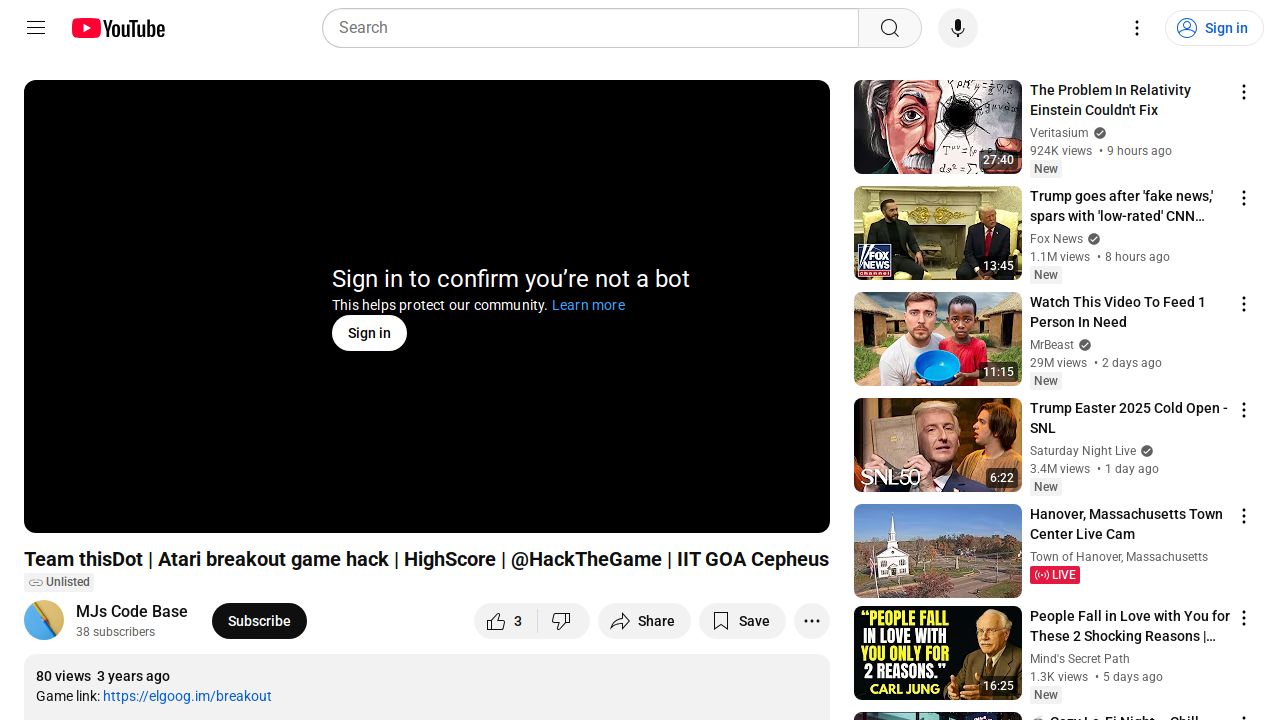 YouTube
Search
Sign in
Sign in to confirm you’re not a bot
This helps protect our community. Learn more
Sign in
Team thisDot | Atari breakout game hack | HighScore | @HackTheGame | IIT GOA Cepheus
Unlisted
MJs Code Base
38 subscribers
Subscribe
3
Share
Save
80 views 3 years ago
Game link: https://elgoog.im/breakout
27:40
The Problem In Relativity
Einstein Couldn't Fix
Veritasium
924K views • 9 hours ago
New
FOX
NEWS
channel
13:45
Trump goes after 'fake news,'
spars with 'low-rated' CNN…
Fox News
1.1M views • 8 hours ago
New
11:15
Watch This Video To Feed 1
Person In Need
MrBeast
29M views • 2 days ago
New
SNL50
6:22
Trump Easter 2025 Cold Open -
SNL
Saturday Night Live
3.4M views • 1 day ago
New
Hanover, Massachusetts Town
Center Live Cam
Town of Hanover, Massachusetts
LIVE
“PEOPLE FALL
IN LOVE WITH
YOU ONLY FOR
2 REASONS.”
CARL JUNG
16:25
People Fall in Love with You for
These 2 Shocking Reasons |…
Mind's Secret Path
1.3K views • 5 days ago
New